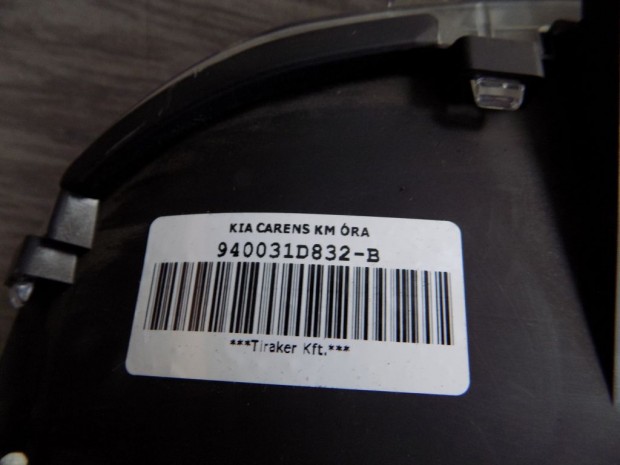 KIA CARENS KM ÓRA
940031D832-B
***Tiraker Kft.***